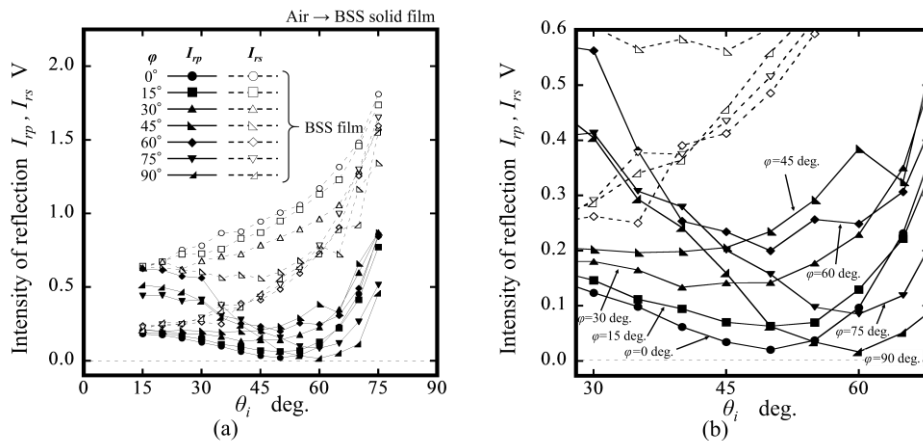 Air → BSS solid film
(a)
Intensity of reflection I_rp, I_rs V
2.0
1.5
1.0
0.5
0.0
φ I_rp I_rs
0°
15°
30°
45°
60°
75°
90°
BSS film
0 15 30 45 60 75 90
θ_i deg.
(a)
(b)
Intensity of reflection I_rp, I_rs V
0.6
0.5
0.4
0.3
0.2
0.1
0
φ=45 deg.
φ=60 deg.
φ=30 deg.
φ=15 deg.
φ=0 deg.
φ=75 deg.
φ=90 deg.
30 45 60
θ_i deg.
(b)